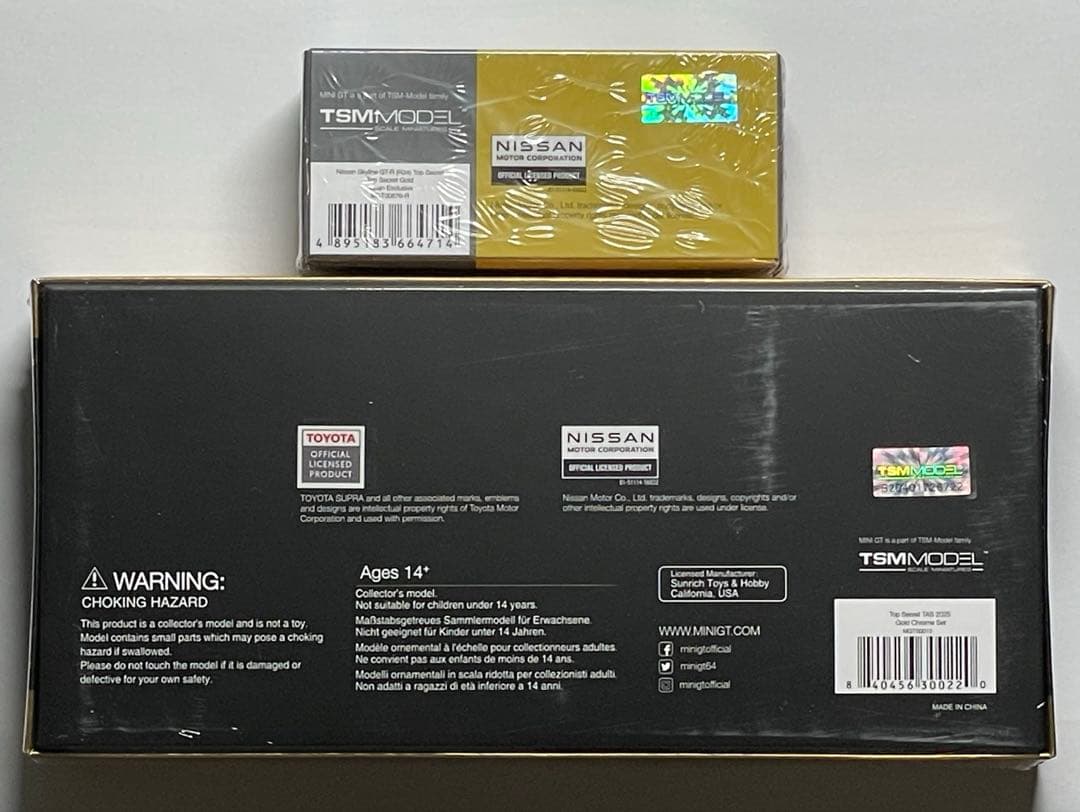 MINI GT is a part of TSM-Model family
TSMMODEL
SCALE MINIATURES
Nissan Skyline GT-R (R34) Top Secret
Top Secret Gold
Japan Exclusive
4 895183 664714
NISSAN
MOTOR CORPORATION
OFFICIAL LICENSED PRODUCT
TOYOTA
OFFICIAL
LICENSED
PRODUCT
TOYOTA SUPRA and all other associated marks, emblems
and designs are intellectual property rights of Toyota Motor
Corporation and used with permission.
NISSAN
MOTOR CORPORATION
OFFICIAL LICENSED PRODUCT
Nissan Motor Co., Ltd. trademarks, designs, copyrights and/or
other intellectual property rights are used under license.
TSMMODEL
MINI GT is a part of TSM-Model family
TSMMODEL™
SCALE MINIATURES
⚠ WARNING:
CHOKING HAZARD
This product is a collector's model and is not a toy.
Model contains small parts which may pose a choking
hazard if swallowed.
Please do not touch the model if it is damaged or
defective for your own safety.
Ages 14+
Collector's model.
Not suitable for children under 14 years.
Maßstabsgetreues Sammlermodell für Erwachsene.
Nicht geeignet für Kinder unter 14 Jahren.
Modèle ornemental à l'échelle pour collectionneurs adultes.
Ne convient pas aux enfants de moins de 14 ans.
Modelli ornamentali in scala ridotta per collezionisti adulti.
Non adatti a ragazzi di età inferiore a 14 anni.
Licensed Manufacturer:
Sunrich Toys & Hobby
California, USA
WWW.MINIGT.COM
minigtofficial
minigt64
minigtofficial
Top Secret TAS 2025
Gold Chrome Set
8 40456 30022 0
MADE IN CHINA